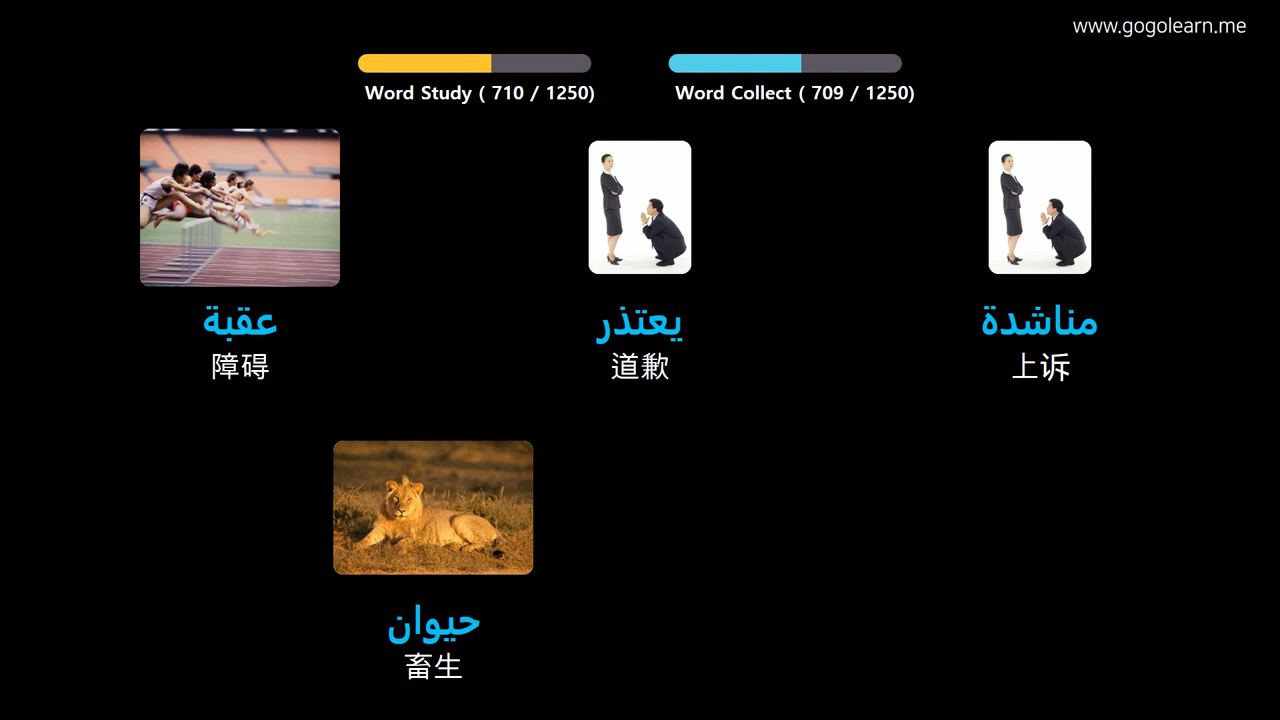 www.gogolearn.me
Word Study ( 710 / 1250)
Word Collect ( 709 / 1250)
عقبة
障碍
يعتذر
道歉
مناشدة
上诉
حيوان
畜生